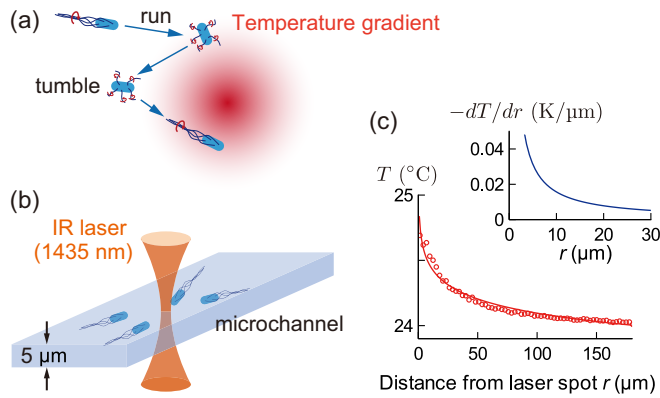 (a)
run
Temperature gradient
tumble
(b)
IR laser
(1435 nm)
microchannel
5 µm
(c)
−dT/dr (K/µm)
0.04
0.02
0
0 10 20 30
r (µm)
T (°C)
25
24
0 50 100 150
Distance from laser spot r (µm)